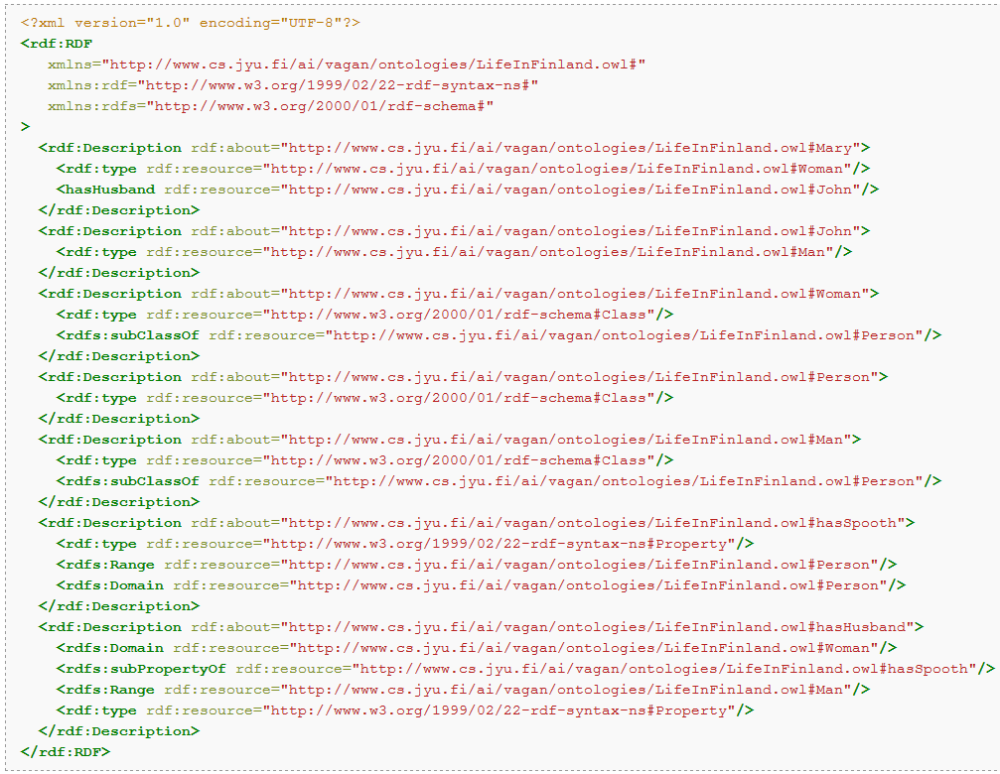 <?xml version="1.0" encoding="UTF-8"?>
<rdf:RDF
xmlns="http://www.cs.jyu.fi/ai/vagan/ontologies/LifeInFinland.owl#"
xmlns:rdf="http://www.w3.org/1999/02/22-rdf-syntax-ns#"
xmlns:rdfs="http://www.w3.org/2000/01/rdf-schema#"
>
<rdf:Description rdf:about="http://www.cs.jyu.fi/ai/vagan/ontologies/LifeInFinland.owl#Mary">
<rdf:type rdf:resource="http://www.cs.jyu.fi/ai/vagan/ontologies/LifeInFinland.owl#Woman"/>
<hasHusband rdf:resource="http://www.cs.jyu.fi/ai/vagan/ontologies/LifeInFinland.owl#John"/>
</rdf:Description>
<rdf:Description rdf:about="http://www.cs.jyu.fi/ai/vagan/ontologies/LifeInFinland.owl#John">
<rdf:type rdf:resource="http://www.cs.jyu.fi/ai/vagan/ontologies/LifeInFinland.owl#Man"/>
</rdf:Description>
<rdf:Description rdf:about="http://www.cs.jyu.fi/ai/vagan/ontologies/LifeInFinland.owl#Woman">
<rdf:type rdf:resource="http://www.w3.org/2000/01/rdf-schema#Class"/>
<rdfs:subClassOf rdf:resource="http://www.cs.jyu.fi/ai/vagan/ontologies/LifeInFinland.owl#Person"/>
</rdf:Description>
<rdf:Description rdf:about="http://www.cs.jyu.fi/ai/vagan/ontologies/LifeInFinland.owl#Person">
<rdf:type rdf:resource="http://www.w3.org/2000/01/rdf-schema#Class"/>
</rdf:Description>
<rdf:Description rdf:about="http://www.cs.jyu.fi/ai/vagan/ontologies/LifeInFinland.owl#Man">
<rdf:type rdf:resource="http://www.w3.org/2000/01/rdf-schema#Class"/>
<rdfs:subClassOf rdf:resource="http://www.cs.jyu.fi/ai/vagan/ontologies/LifeInFinland.owl#Person"/>
</rdf:Description>
<rdf:Description rdf:about="http://www.cs.jyu.fi/ai/vagan/ontologies/LifeInFinland.owl#hasSpooth">
<rdf:type rdf:resource="http://www.w3.org/1999/02/22-rdf-syntax-ns#Property"/>
<rdfs:Range rdf:resource="http://www.cs.jyu.fi/ai/vagan/ontologies/LifeInFinland.owl#Person"/>
<rdfs:Domain rdf:resource="http://www.cs.jyu.fi/ai/vagan/ontologies/LifeInFinland.owl#Person"/>
</rdf:Description>
<rdf:Description rdf:about="http://www.cs.jyu.fi/ai/vagan/ontologies/LifeInFinland.owl#hasHusband">
<rdfs:Domain rdf:resource="http://www.cs.jyu.fi/ai/vagan/ontologies/LifeInFinland.owl#Woman"/>
<rdfs:subPropertyOf rdf:resource="http://www.cs.jyu.fi/ai/vagan/ontologies/LifeInFinland.owl#hasSpooth"/>
<rdfs:Range rdf:resource="http://www.cs.jyu.fi/ai/vagan/ontologies/LifeInFinland.owl#Man"/>
<rdf:type rdf:resource="http://www.w3.org/1999/02/22-rdf-syntax-ns#Property"/>
</rdf:Description>
</rdf:RDF>